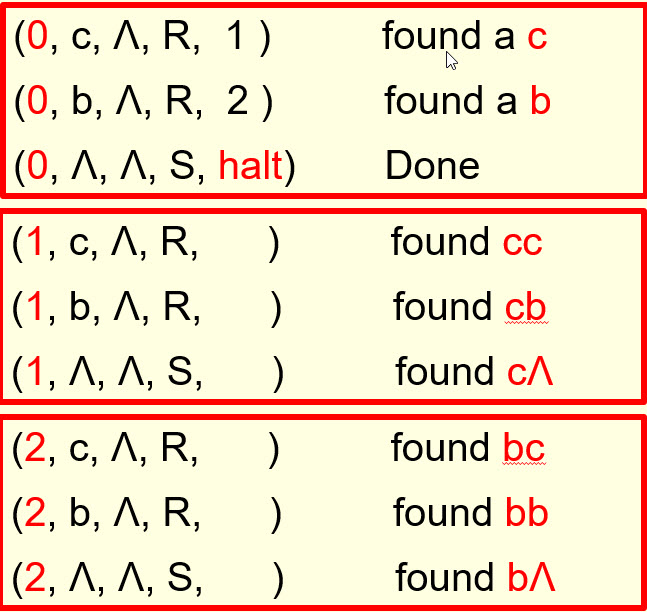 (0, c, Λ, R, 1 ) found a c
(0, b, Λ, R, 2 ) found a b
(0, Λ, Λ, S, halt) Done
(1, c, Λ, R, ) found cc
(1, b, Λ, R, ) found cb
(1, Λ, Λ, S, ) found cΛ
(2, c, Λ, R, ) found bc
(2, b, Λ, R, ) found bb
(2, Λ, Λ, S, ) found bΛ